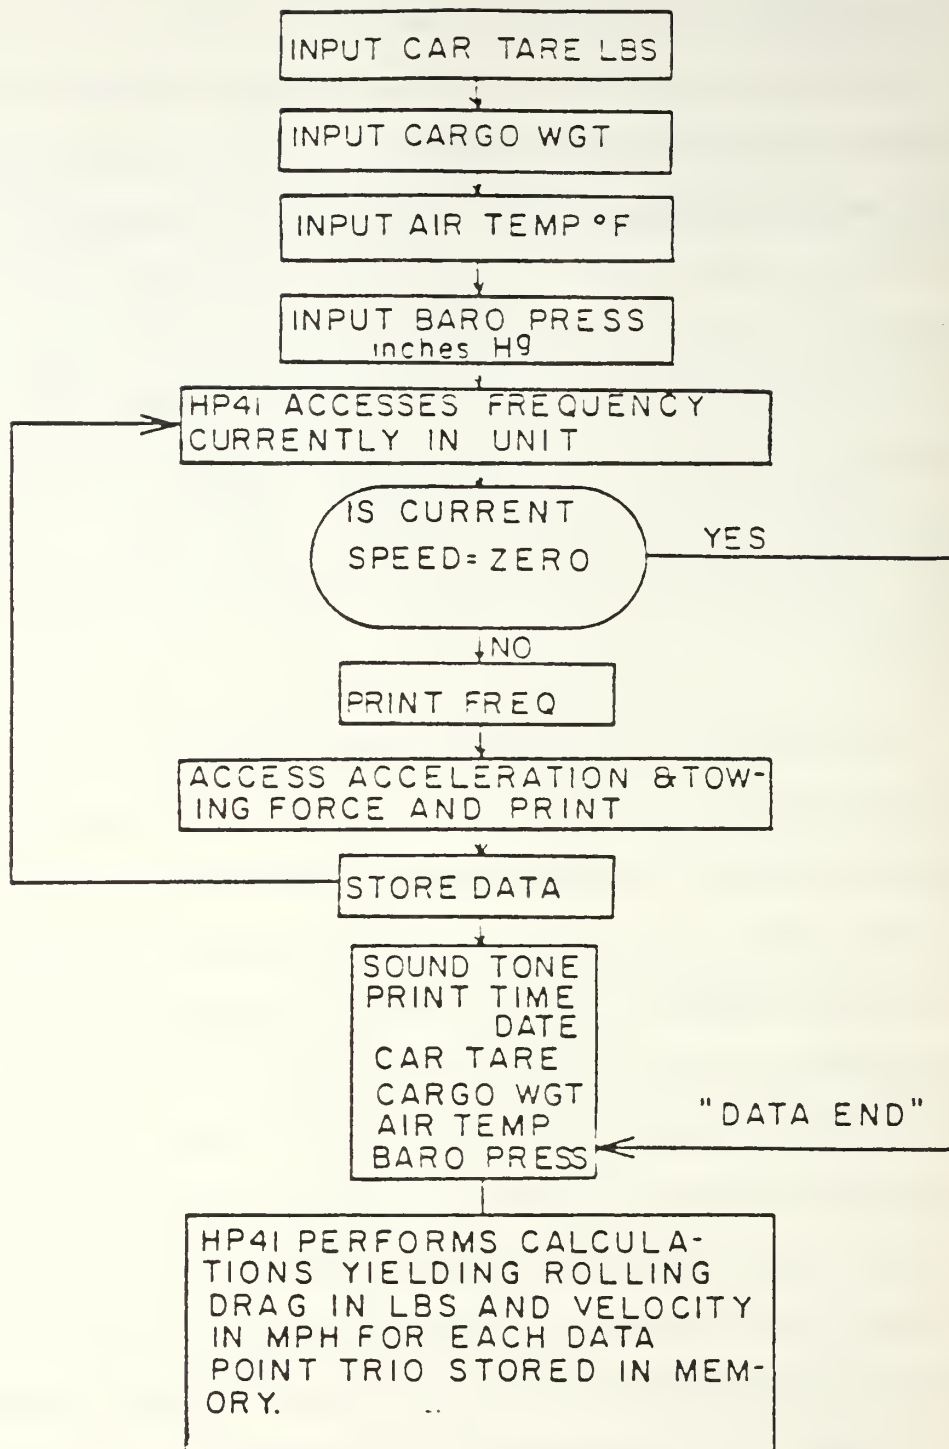 INPUT CAR TARE LBS
INPUT CARGO WGT
INPUT AIR TEMP °F
INPUT BARO PRESS
inches Hg
HP41 ACCESSES FREQUENCY
CURRENTLY IN UNIT
IS CURRENT
SPEED= ZERO
YES
NO
PRINT FREQ
ACCESS ACCELERATION & TOW-
ING FORCE AND PRINT
STORE DATA
SOUND TONE
PRINT TIME
DATE
CAR TARE
CARGO WGT
AIR TEMP
BARO PRESS
"DATA END"
HP41 PERFORMS CALCULA-
TIONS YIELDING ROLLING
DRAG IN LBS AND VELOCITY
IN MPH FOR EACH DATA
POINT TRIO STORED IN MEM-
ORY.